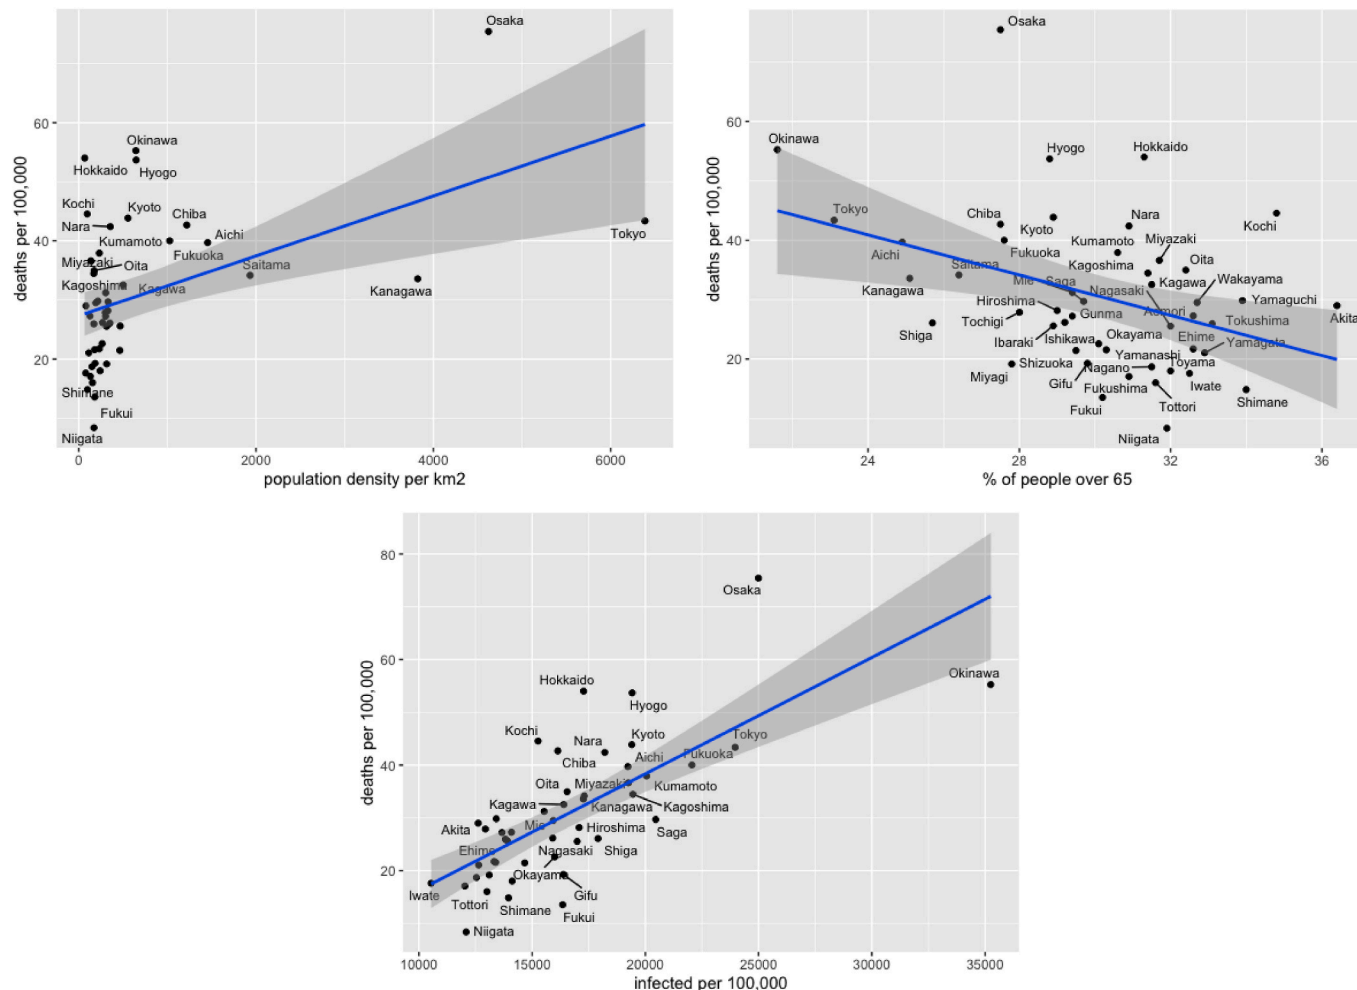 Osaka
60
Okinawa
Hokkaido
Hyogo
Kochi
Kyoto
Chiba
Nara
Aichi
40
Kumamoto
Fukuoka
Tokyo
Miyazaki
Oita
Saitama
Kagoshima
Kagawa
Kanagawa
20
Shimane
Fukui
Niigata
0
2000
4000
6000
population density per km2
deaths per 100,000
Osaka
60
Okinawa
Hyogo
Hokkaido
Tokyo
Chiba
Kyoto
Nara
Kochi
40
Aichi
Fukuoka
Kumamoto
Miyazaki
Saitama
Kagoshima
Oita
Kanagawa
Mie
Saga
Nagasaki
Kagawa
Wakayama
Hiroshima
Yamaguchi
Akita
Tochigi
Gunma
Aomori
Tokushima
Shiga
Ibaraki
Ishikawa
Okayama
Ehime
Yamagata
20
Shizuoka
Yamanashi
Miyagi
Gifu
Nagano
Toyama
Fukushima
Iwate
Fukui
Tottori
Shimane
Niigata
24
28
32
36
% of people over 65
deaths per 100,000
80
Osaka
60
Okinawa
Hokkaido
Hyogo
Kochi
Nara
Kyoto
Tokyo
Chiba
Aichi
Fukuoka
40
Oita
Miyazaki
Kumamoto
Kagawa
Kanagawa
Kagoshima
Akita
Mie
Hiroshima
Saga
Ehime
Nagasaki
Shiga
20
Iwate
Okayama
Gifu
Tottori
Shimane
Fukui
Niigata
10000
15000
20000
25000
30000
35000
infected per 100,000
deaths per 100,000